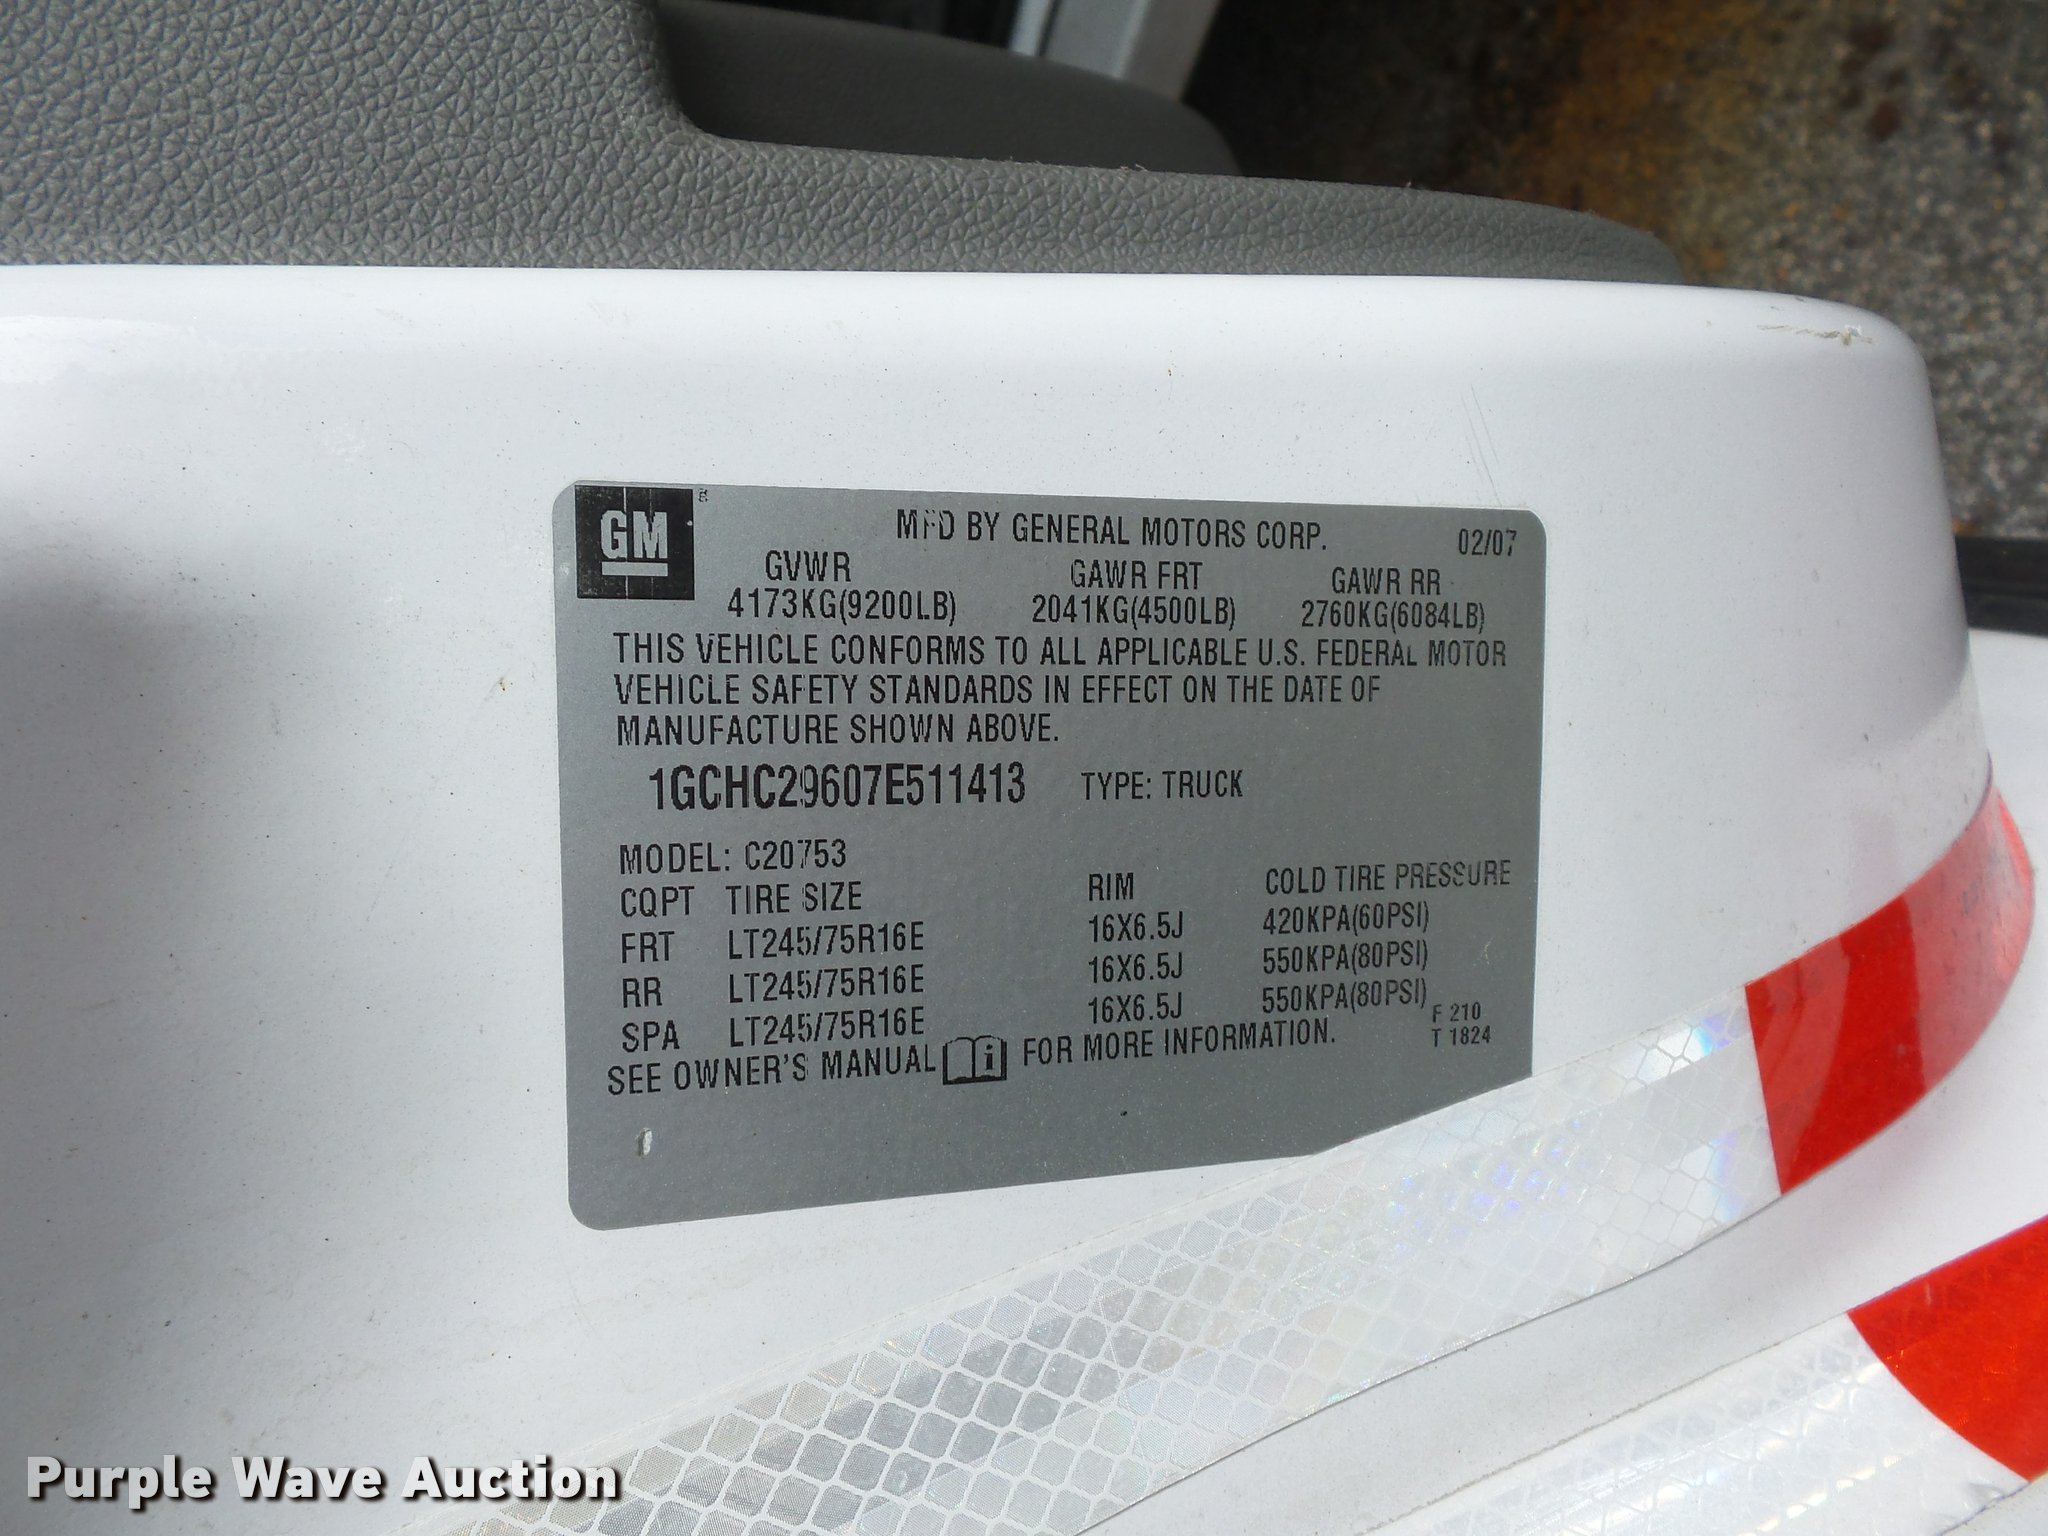 GM
MFD BY GENERAL MOTORS CORP. 02/07
GVWR GAWR FRT GAWR RR
4173KG(9200LB) 2041KG(4500LB) 2760KG(6084LB)
THIS VEHICLE CONFORMS TO ALL APPLICABLE U.S. FEDERAL MOTOR
VEHICLE SAFETY STANDARDS IN EFFECT ON THE DATE OF
MANUFACTURE SHOWN ABOVE.
1GCHC29607E511413 TYPE: TRUCK
MODEL: C20753
CQPT TIRE SIZE RIM COLD TIRE PRESSURE
FRT LT245/75R16E 16X6.5J 420KPA(60PSI)
RR LT245/75R16E 16X6.5J 550KPA(80PSI)
SPA LT245/75R16E 16X6.5J 550KPA(80PSI)
F 210
SEE OWNER'S MANUAL i FOR MORE INFORMATION. T 1824
Purple Wave Auction